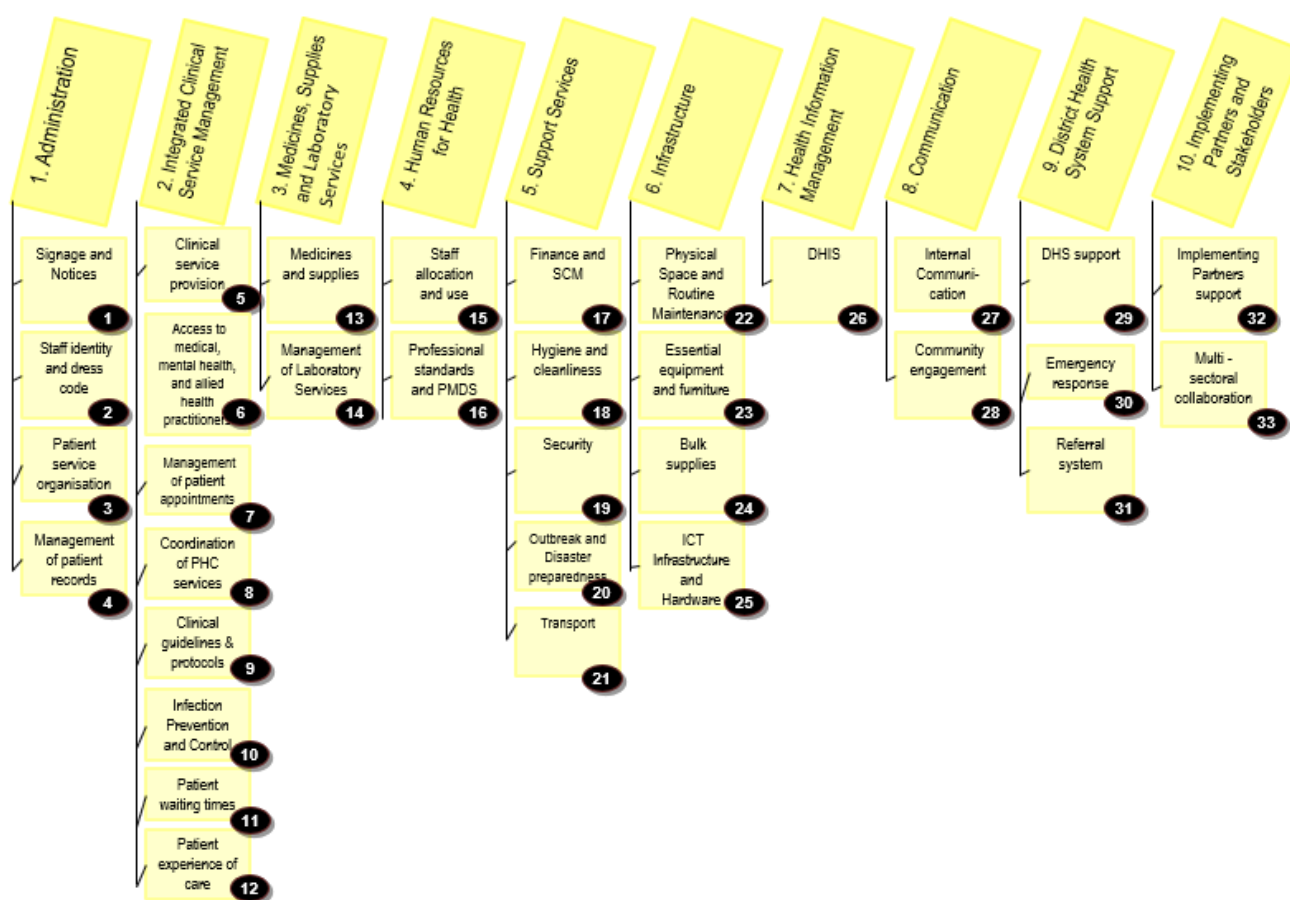 1. Administration
Signage and
Notices
1
Staff identity
and dress
code
2
Patient
service
organisation
3
Management
of patient
records
4
2. Integrated Clinical
Service Management
Clinical
service
provision
5
Access to
medical,
mental health,
and allied
health
practitioners
6
Management
of patient
appointments
7
Coordination
of PHC
services
8
Clinical
guidelines &
protocols
9
Infection
Prevention
and Control
10
Patient
waiting times
11
Patient
experience of
care
12
3. Medicines, Supplies
and Laboratory
Services
Medicines
and supplies
13
Management
of Laboratory
Services
14
4. Human Resources
for Health
Staff
allocation
and use
15
Professional
standards
and PMDS
16
5. Support Services
Finance and
SCM
17
Hygiene and
cleanliness
18
Security
19
Outbreak and
Disaster
preparedness
20
Transport
21
6. Infrastructure
Physical
Space and
Routine
Maintenance
22
Essential
equipment
and furniture
23
Bulk
supplies
24
ICT
Infrastructure
and
Hardware
25
7. Health Information
Management
DHIS
26
8. Communication
Internal
Communi-
cation
27
Community
engagement
28
9. District Health
System Support
DHS support
29
Emergency
response
30
Referral
system
31
10. Implementing
Partners and
Stakeholders
Implementing
Partners
support
32
Multi -
sectoral
collaboration
33